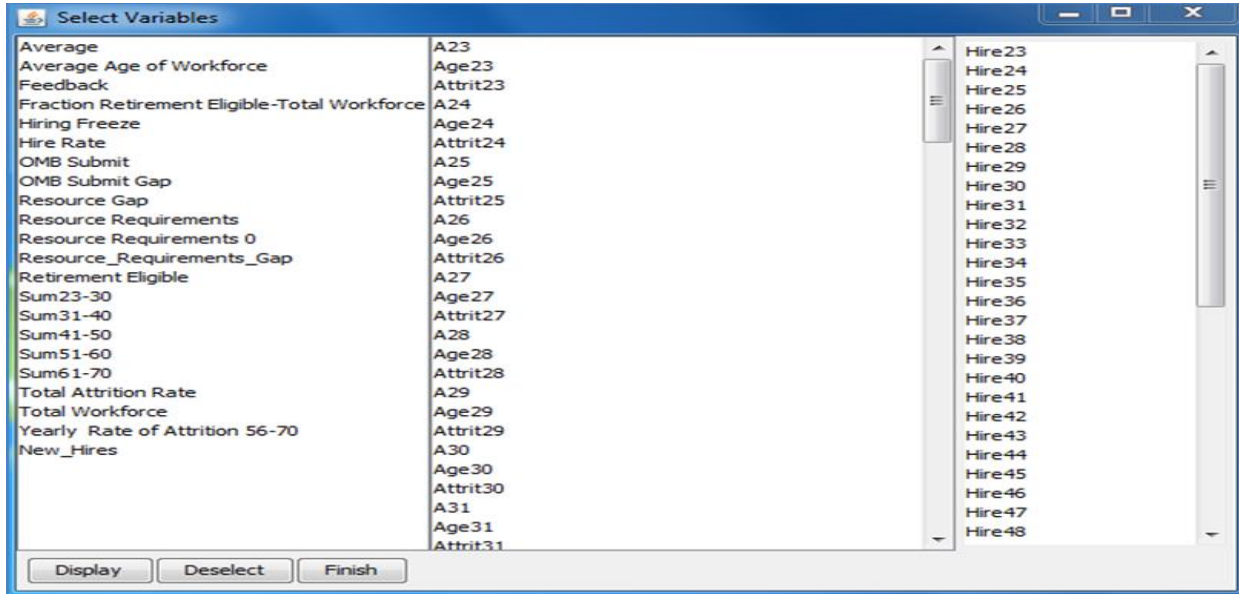 Select Variables
Average
Average Age of Workforce
Feedback
Fraction Retirement Eligible-Total Workforce
Hiring Freeze
Hire Rate
OMB Submit
OMB Submit Gap
Resource Gap
Resource Requirements
Resource Requirements 0
Resource_Requirements_Gap
Retirement Eligible
Sum23-30
Sum31-40
Sum41-50
Sum51-60
Sum61-70
Total Attrition Rate
Total Workforce
Yearly  Rate of Attrition 56-70
New_Hires
A23
Age23
Attrit23
A24
Age24
Attrit24
A25
Age25
Attrit25
A26
Age26
Attrit26
A27
Age27
Attrit27
A28
Age28
Attrit28
A29
Age29
Attrit29
A30
Age30
Attrit30
A31
Age31
Attrit31
Hire23
Hire24
Hire25
Hire26
Hire27
Hire28
Hire29
Hire30
Hire31
Hire32
Hire33
Hire34
Hire35
Hire36
Hire37
Hire38
Hire39
Hire40
Hire41
Hire42
Hire43
Hire44
Hire45
Hire46
Hire47
Hire48
Display
Deselect
Finish